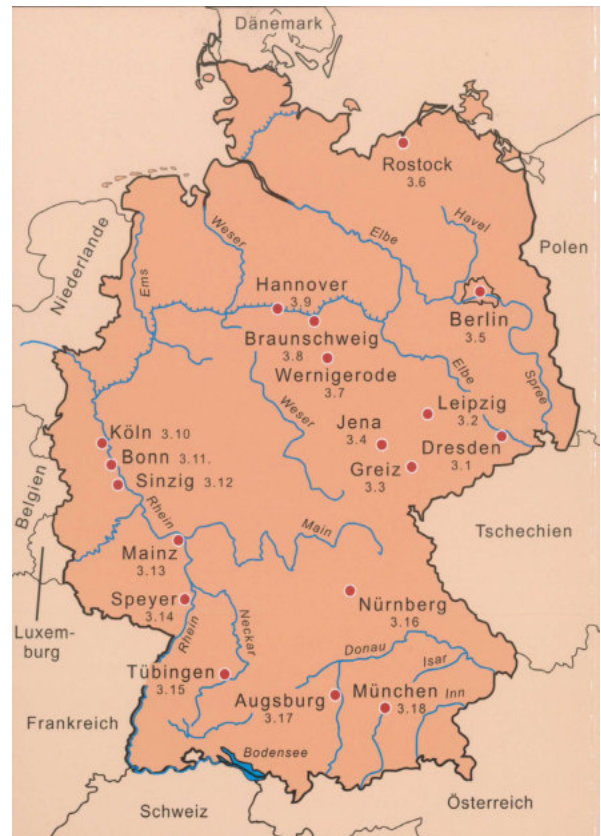 Dänemark
Rostock
3.6
Niederlande
Ems
Weser
Elbe
Havel
Polen
Hannover
3.9
Berlin
3.5
Braunschweig
3.8
Wernigerode
3.7
Elbe
Spree
Weser
Leipzig
3.2
Jena
3.4
Dresden
3.1
Greiz
3.3
Köln 3.10
Bonn 3.11.
Sinzig 3.12
Belgien
Rhein
Main
Tschechien
Mainz
3.13
Luxem-
burg
Speyer
3.14
Nürnberg
3.16
Rhein
Neckar
Donau
Isar
Inn
Tübingen
3.15
Augsburg
3.17
München
3.18
Frankreich
Bodensee
Schweiz
Österreich